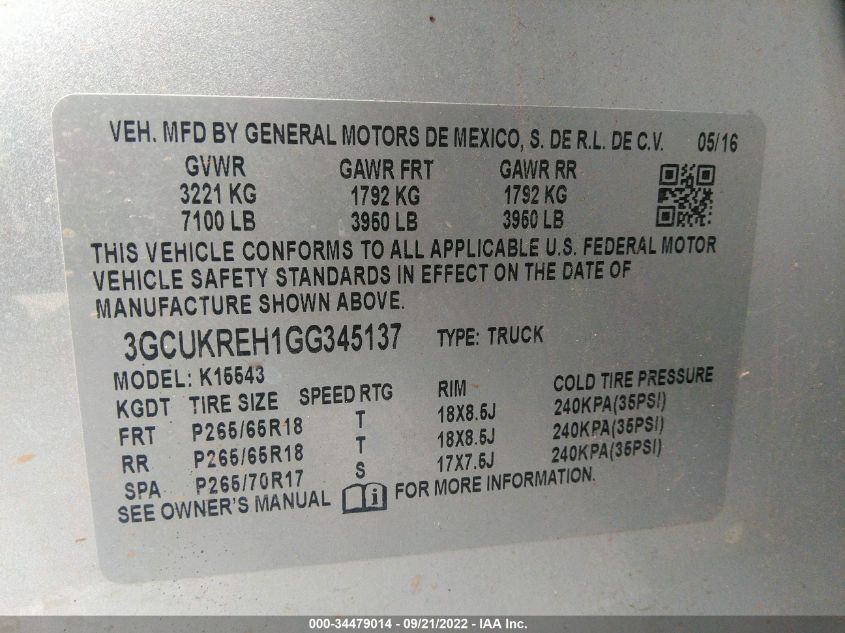 VEH. MFD BY GENERAL MOTORS DE MEXICO, S. DE R.L. DE C.V. 05/16
GVWR GAWR FRT GAWR RR
3221 KG 1792 KG 1792 KG
7100 LB 3950 LB 3950 LB
THIS VEHICLE CONFORMS TO ALL APPLICABLE U.S. FEDERAL MOTOR
VEHICLE SAFETY STANDARDS IN EFFECT ON THE DATE OF
MANUFACTURE SHOWN ABOVE.
3GCUKREH1GG345137 TYPE: TRUCK
MODEL: K15543
KGDT TIRE SIZE SPEED RTG RIM COLD TIRE PRESSURE
FRT P265/65R18 T 18X8.5J 240KPA(35PSI)
RR P265/65R18 T 18X8.5J 240KPA(35PSI)
SPA P265/70R17 S 17X7.5J 240KPA(35PSI)
SEE OWNER'S MANUAL FOR MORE INFORMATION.
000-34479014 - 09/21/2022 - IAA Inc.